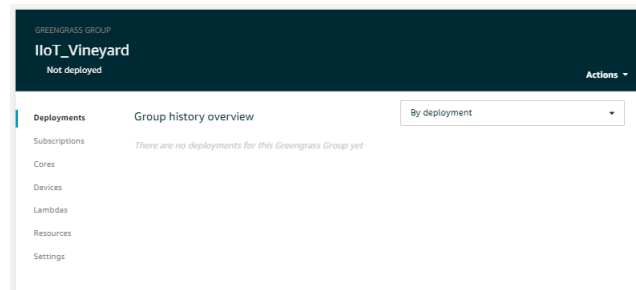 GREENGRASS GROUP
IIoT_Vineyard
Not deployed
Actions
Deployments
Subscriptions
Cores
Devices
Lambdas
Resources
Settings
Group history overview
By deployment
There are no deployments for this Greengrass Group yet